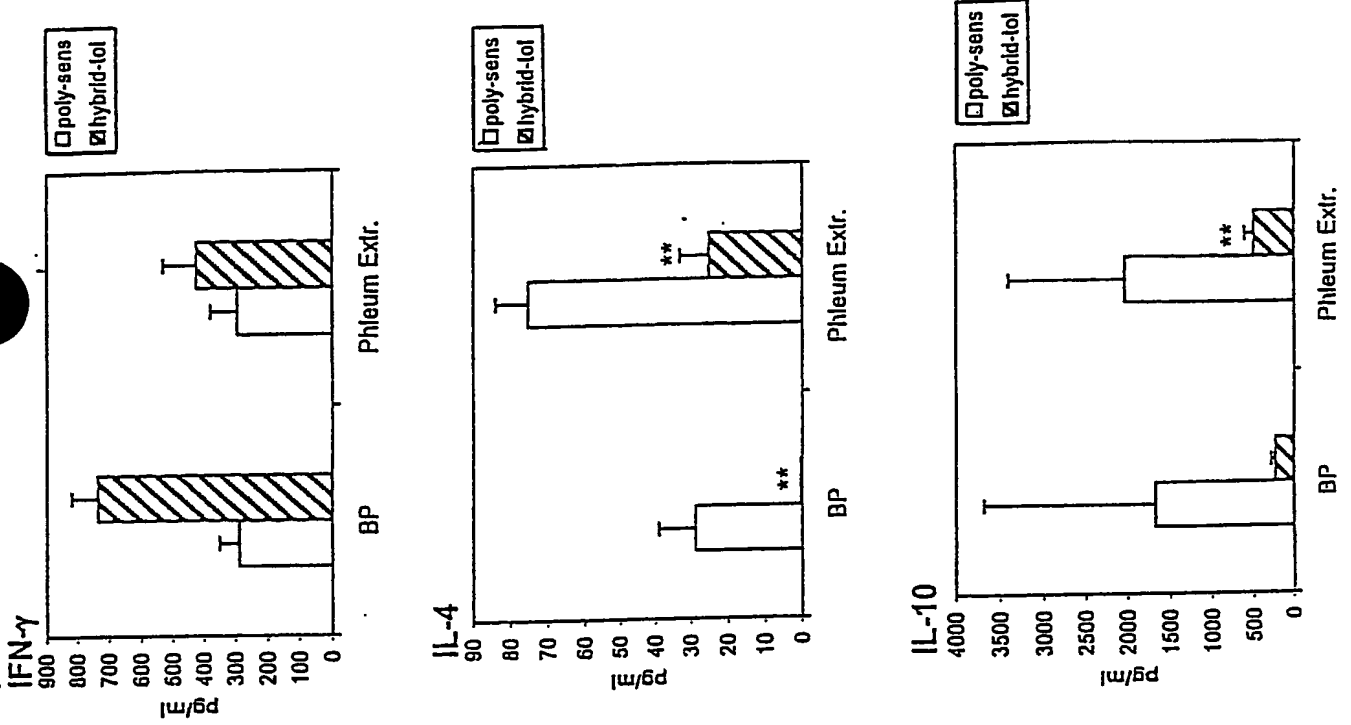 IFN-γ
900
800
700
600
500
400
300
200
100
0
pg/ml
BP
Phleum Extr.
poly-sens
hybrid-tol
IL-4
90
80
70
60
50
40
30
20
10
0
pg/ml
**
**
BP
Phleum Extr.
poly-sens
hybrid-tol
IL-10
4000
3500
3000
2500
2000
1500
1000
500
0
pg/ml
**
BP
Phleum Extr.
poly-sens
hybrid-tol